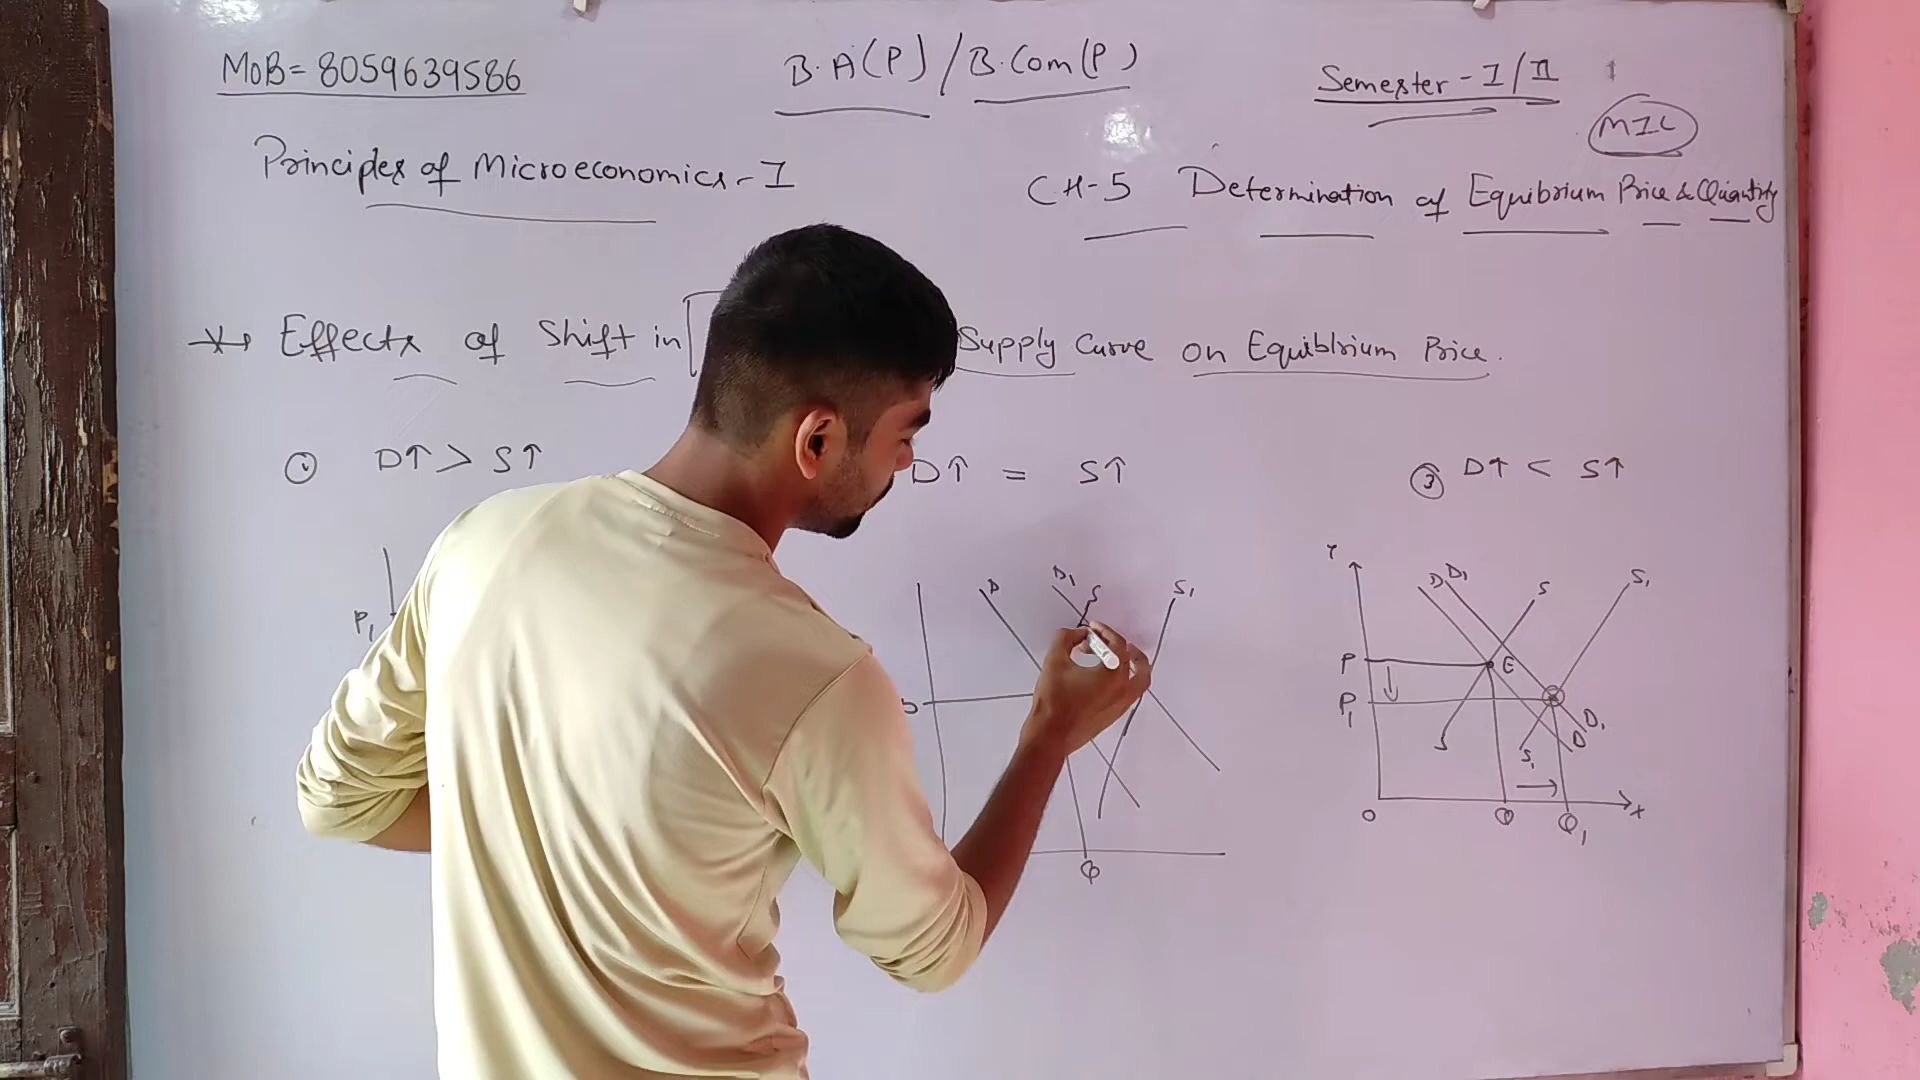 MOB = 8059639586
B.A(P) / B.Com(P)
Semester - I/II
MIL
Principles of Microeconomics - I
CH-5 Determination of Equibrium Price & Quantity
Effects of Shift in
Supply Curve on Equiblrium Price.
① D↑ > S↑
D↑ = S↑
③ D↑ < S↑
P1
D D1 S S1
Q
Y
D D1 S S1
P E
P1
S S1 D D1
O Q Q1 X